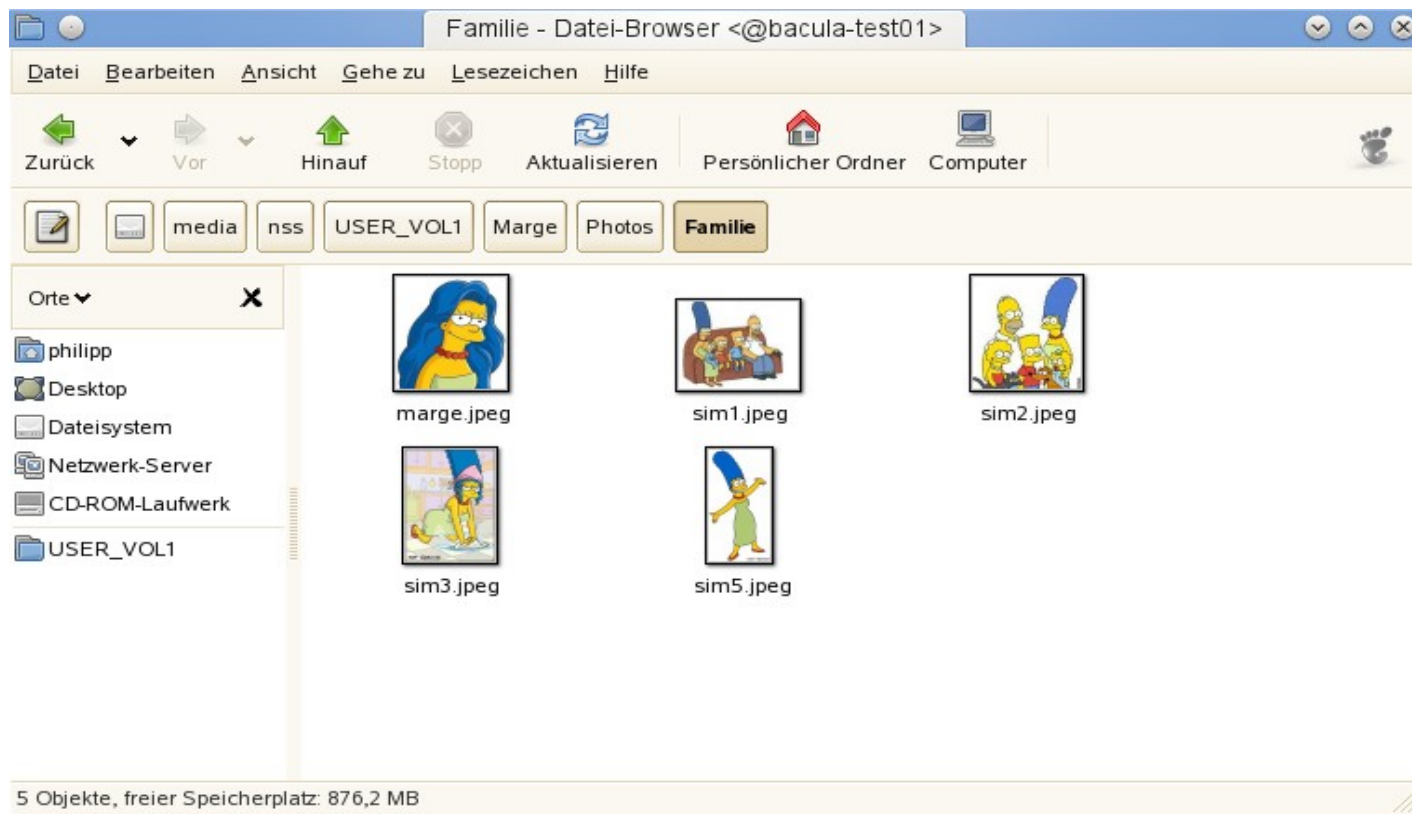 Familie - Datei-Browser <@bacula-test01>
Datei Bearbeiten Ansicht Gehe zu Lesezeichen Hilfe
Zurück Vor Hinauf Stopp Aktualisieren Persönlicher Ordner Computer
media nss USER_VOL1 Marge Photos Familie
Orte
philipp
Desktop
Dateisystem
Netzwerk-Server
CD-ROM-Laufwerk
USER_VOL1
marge.jpeg sim1.jpeg sim2.jpeg
sim3.jpeg sim5.jpeg
5 Objekte, freier Speicherplatz: 876,2 MB